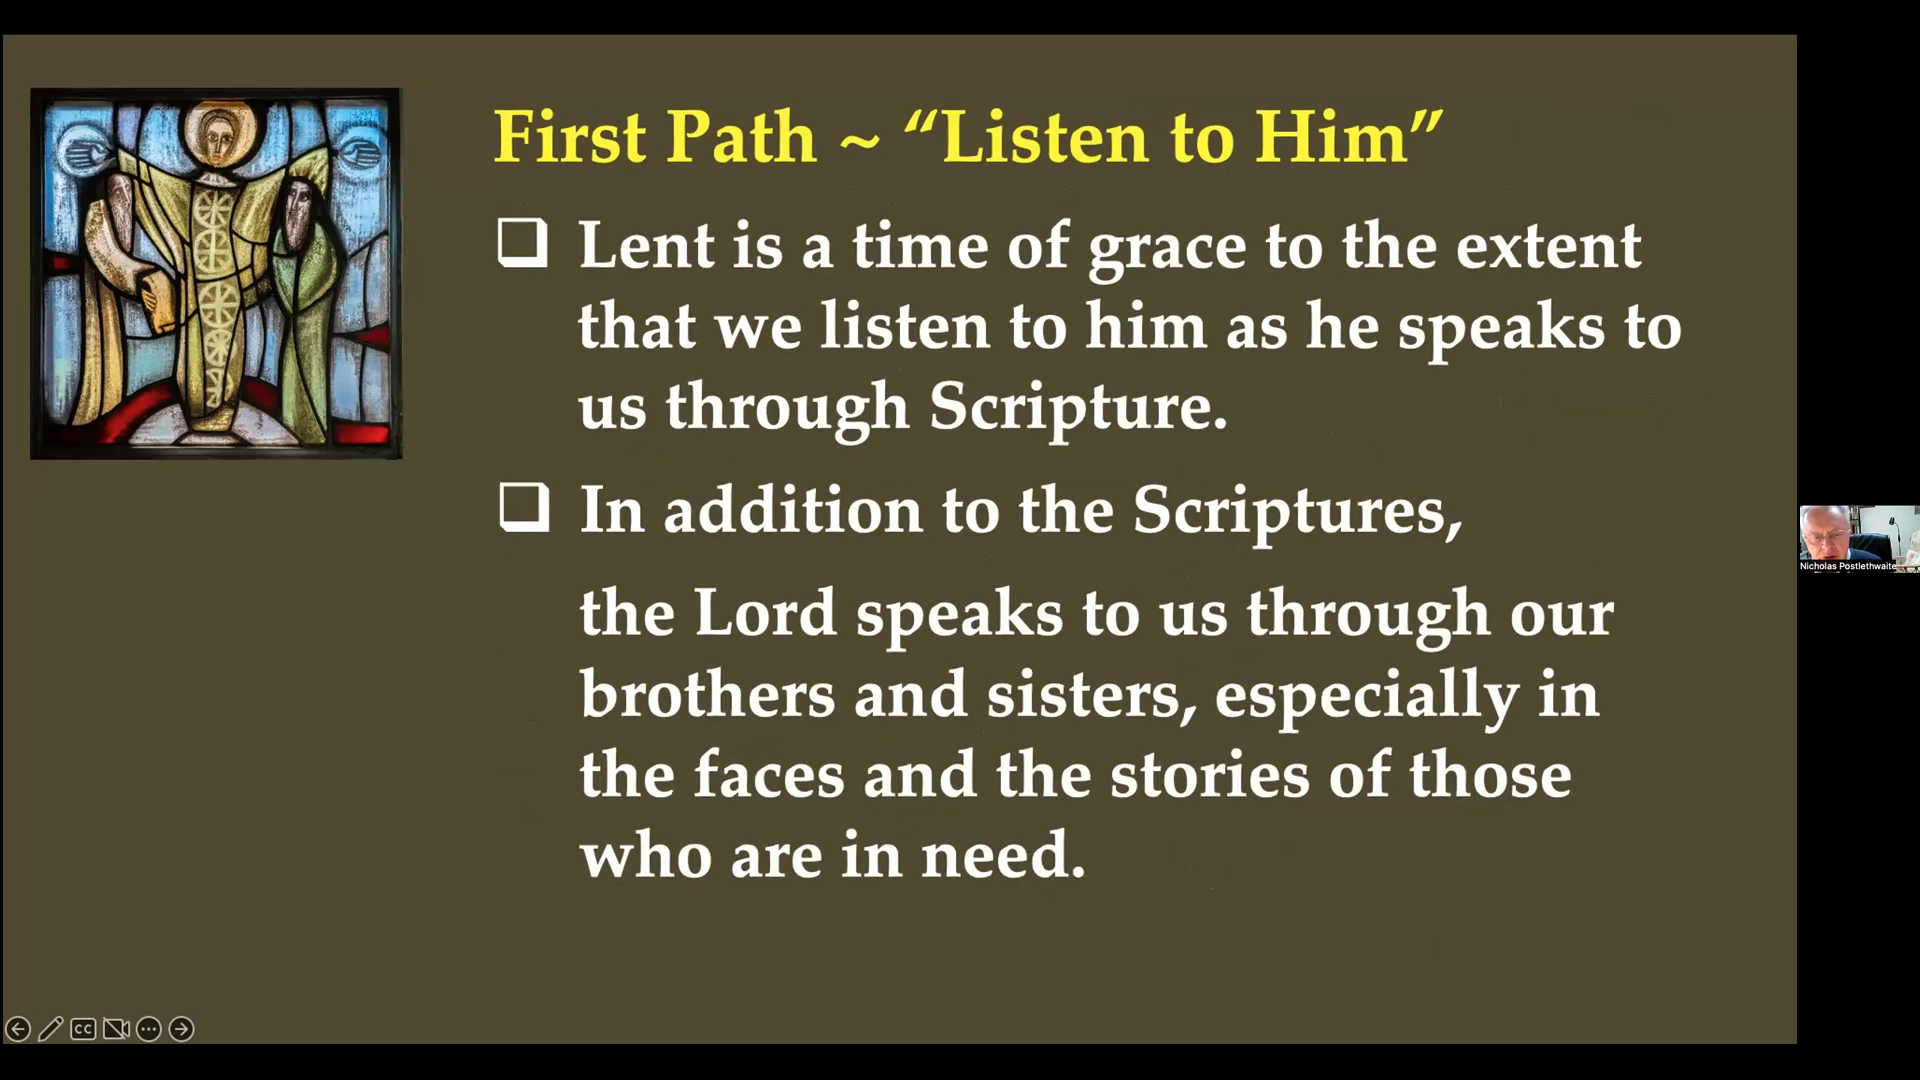 First Path ~ “Listen to Him”
❑ Lent is a time of grace to the extent
that we listen to him as he speaks to
us through Scripture.
❑ In addition to the Scriptures,
the Lord speaks to us through our
brothers and sisters, especially in
the faces and the stories of those
who are in need.
Nicholas Postlethwaite
CC